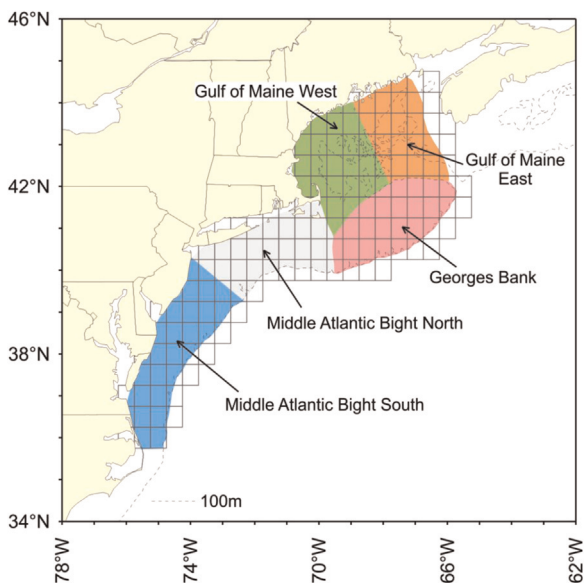 46°N
Gulf of Maine West
Gulf of Maine
East
42°N
Georges Bank
Middle Atlantic Bight North
38°N
Middle Atlantic Bight South
100m
34°N
78°W
74°W
70°W
66°W
62°W